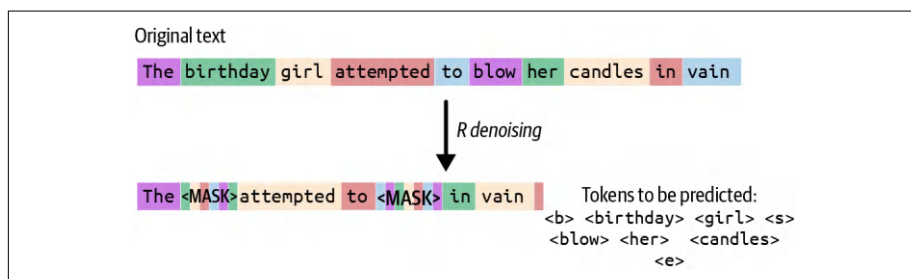 Original text
The birthday girl attempted to blow her candles in vain
R denoising
The <MASK> attempted to <MASK> in vain
Tokens to be predicted:
<b> <birthday> <girl> <s>
<blow> <her> <candles>
<e>